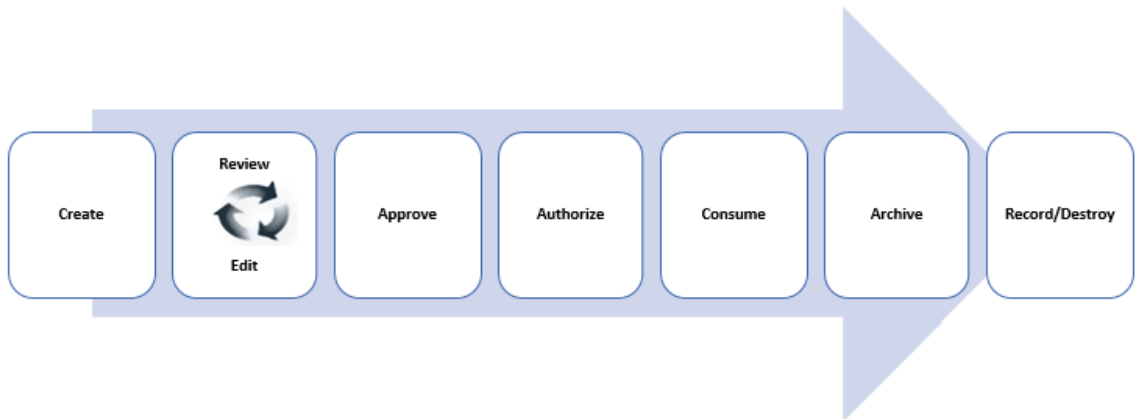 Create
Review
Edit
Approve
Authorize
Consume
Archive
Record/Destroy